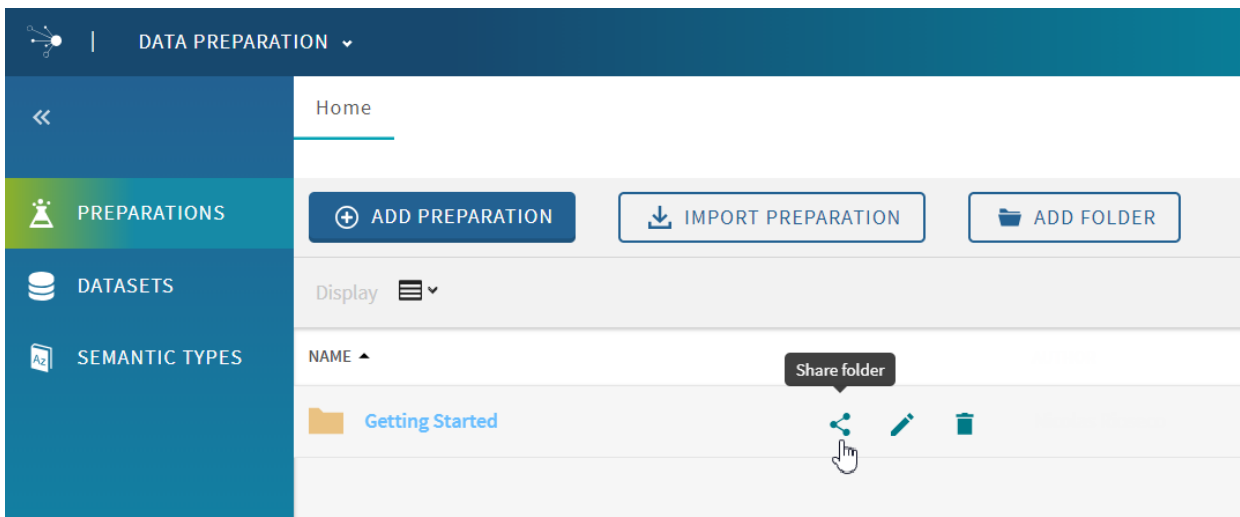 DATA PREPARATION
Home
PREPARATIONS
ADD PREPARATION
IMPORT PREPARATION
ADD FOLDER
DATASETS
Display
Az
SEMANTIC TYPES
NAME
Share folder
Getting Started